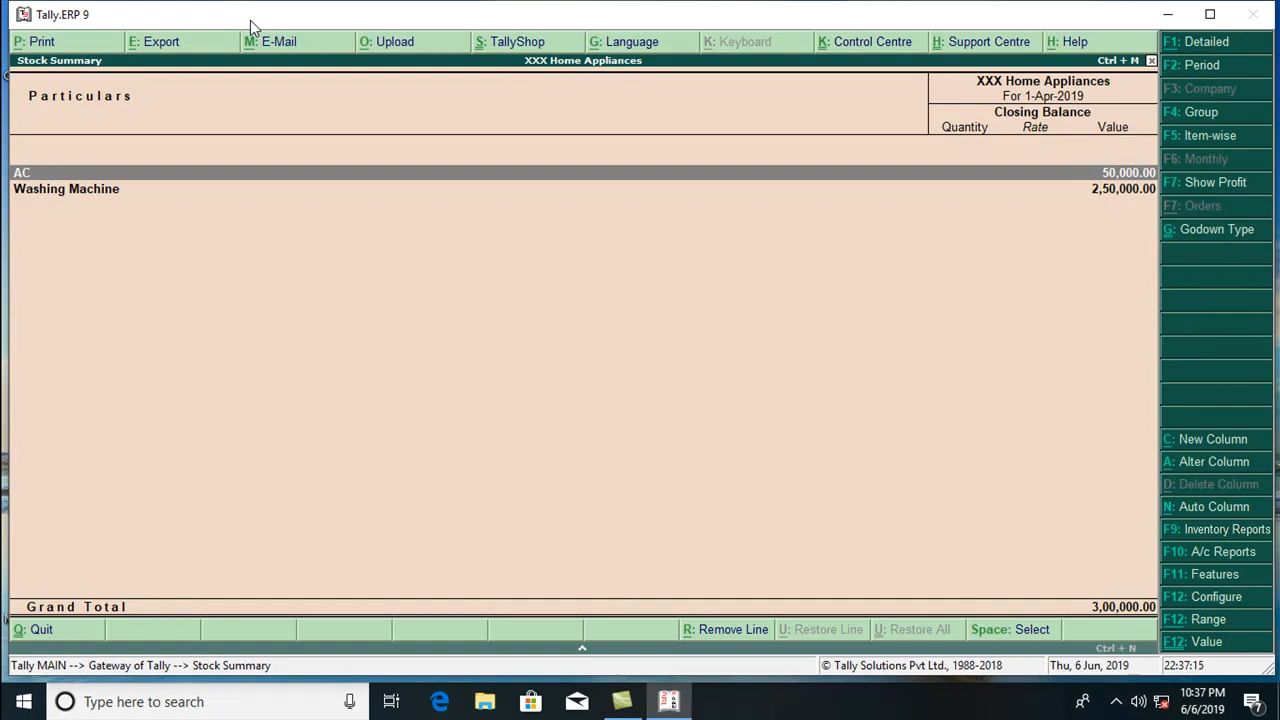 Tally.ERP 9
P: Print E: Export M: E-Mail O: Upload S: TallyShop G: Language K: Keyboard K: Control Centre H: Support Centre H: Help
Stock Summary XXX Home Appliances Ctrl + M
Particulars
XXX Home Appliances
For 1-Apr-2019
Closing Balance
Quantity Rate Value
AC 50,000.00
Washing Machine 2,50,000.00
Grand Total 3,00,000.00
F1: Detailed
F2: Period
F3: Company
F4: Group
F5: Item-wise
F6: Monthly
F7: Show Profit
F7: Orders
G: Godown Type
C: New Column
A: Alter Column
D: Delete Column
N: Auto Column
F9: Inventory Reports
F10: A/c Reports
F11: Features
F12: Configure
F12: Range
F12: Value
Q: Quit R: Remove Line U: Restore Line U: Restore All Space: Select
Ctrl + N
Tally MAIN --> Gateway of Tally --> Stock Summary © Tally Solutions Pvt Ltd., 1988-2018 Thu, 6 Jun, 2019 22:37:15
Type here to search
10:37 PM
6/6/2019
7